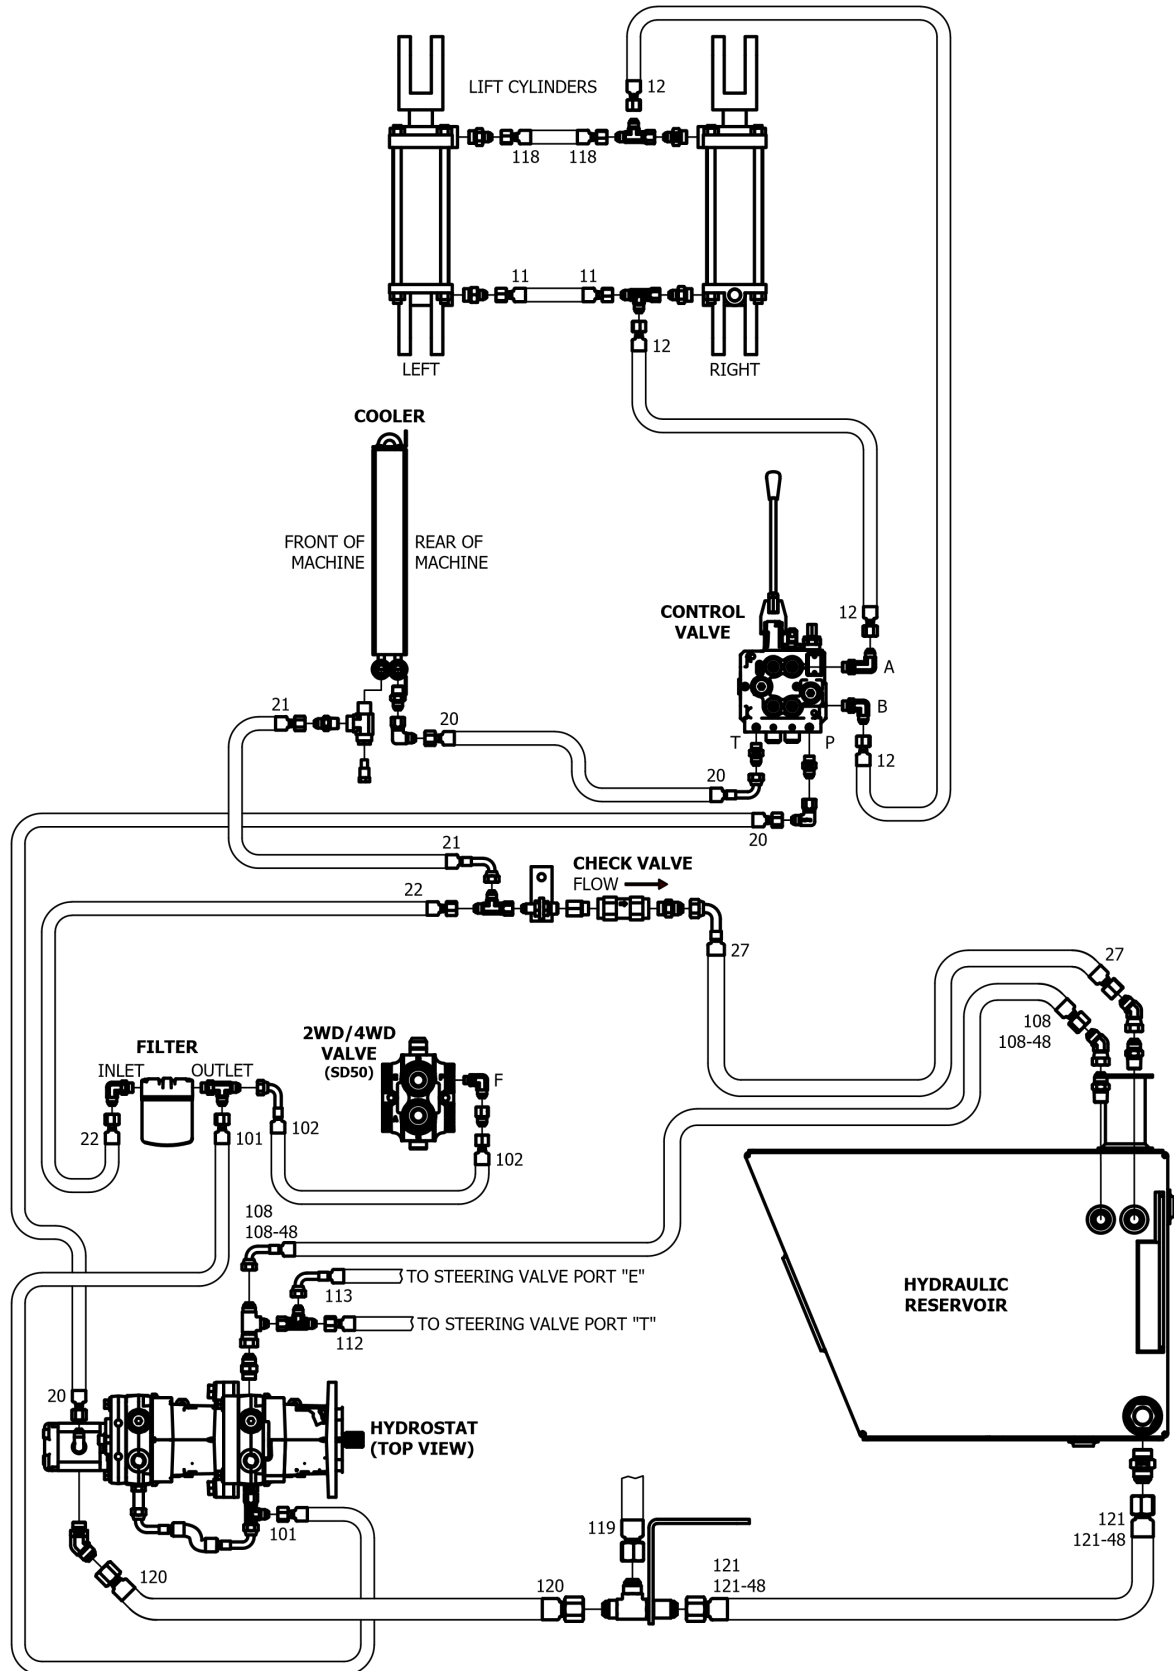 12
LIFT CYLINDERS
118
118
11
11
12
LEFT
RIGHT
COOLER
FRONT OF
MACHINE
REAR OF
MACHINE
12
CONTROL
VALVE
A
21
B
20
T
P
12
20
20
21
CHECK VALVE
FLOW
22
27
27
108
108-48
2WD/4WD
VALVE
(SD50)
FILTER
INLET
OUTLET
F
22
101
102
102
108
108-48
TO STEERING VALVE PORT "E"
113
HYDRAULIC
RESERVOIR
TO STEERING VALVE PORT "T"
112
20
HYDROSTAT
(TOP VIEW)
101
119
121
121-48
120
120
121
121-48